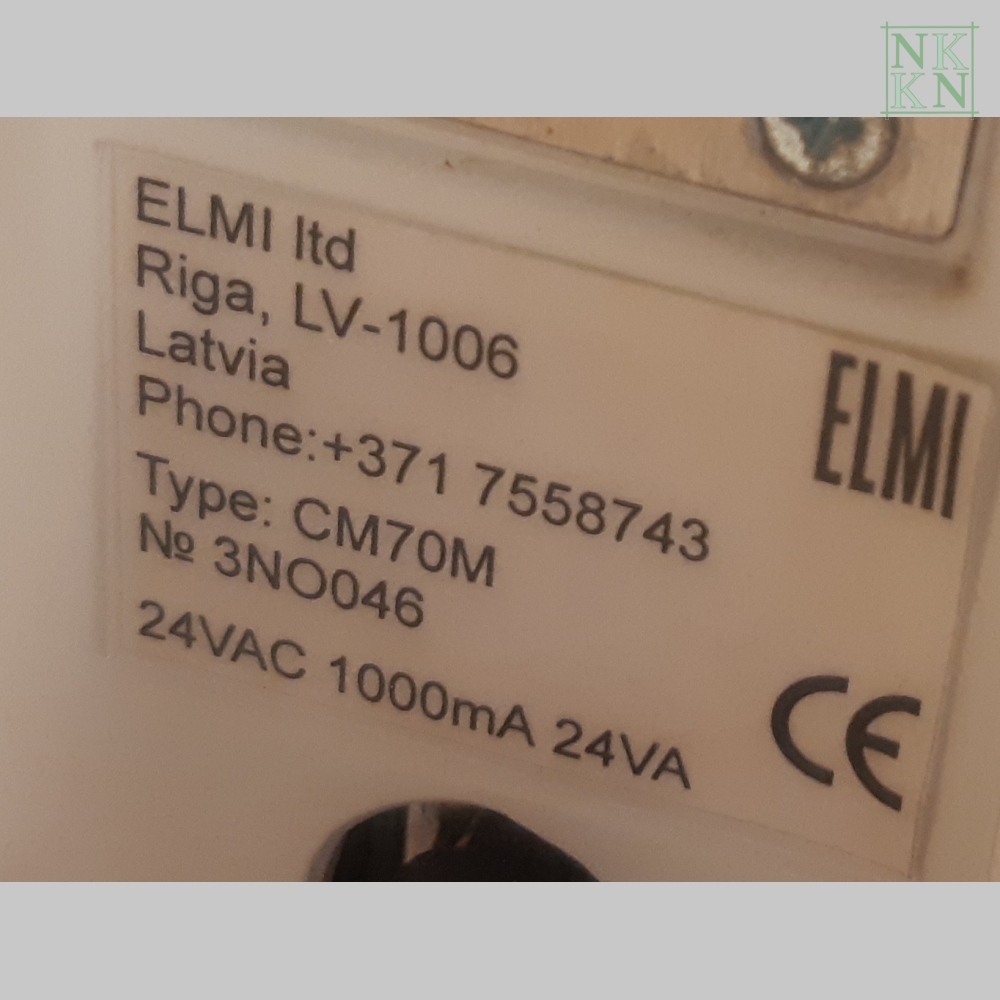 NK
KN
ELMI ltd
Riga, LV-1006
Latvia
Phone:+371 7558743
Type: CM70M
№ 3NO046
24VAC 1000mA 24VA
ELMI
CE